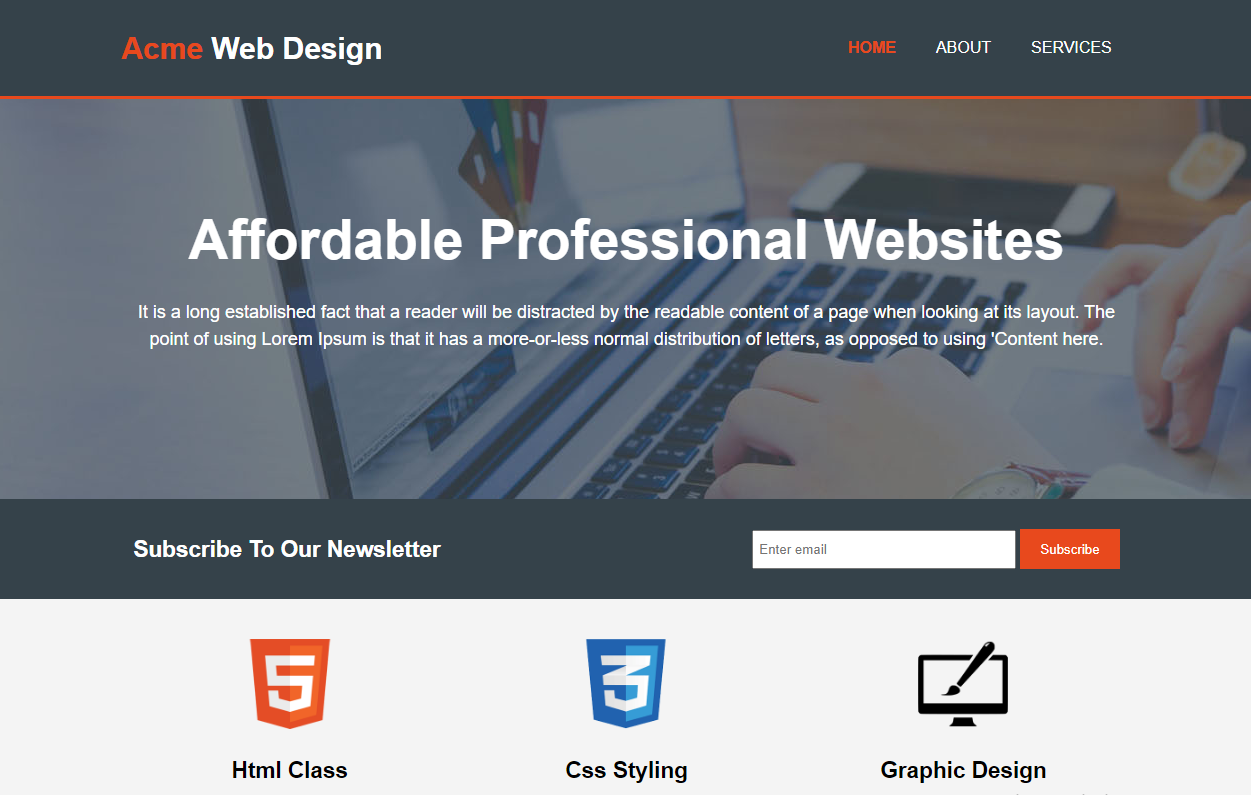 Acme Web Design
HOME ABOUT SERVICES
Affordable Professional Websites
It is a long established fact that a reader will be distracted by the readable content of a page when looking at its layout. The
point of using Lorem Ipsum is that it has a more-or-less normal distribution of letters, as opposed to using 'Content here.
Subscribe To Our Newsletter
Enter email
Subscribe
Html Class
Css Styling
Graphic Design